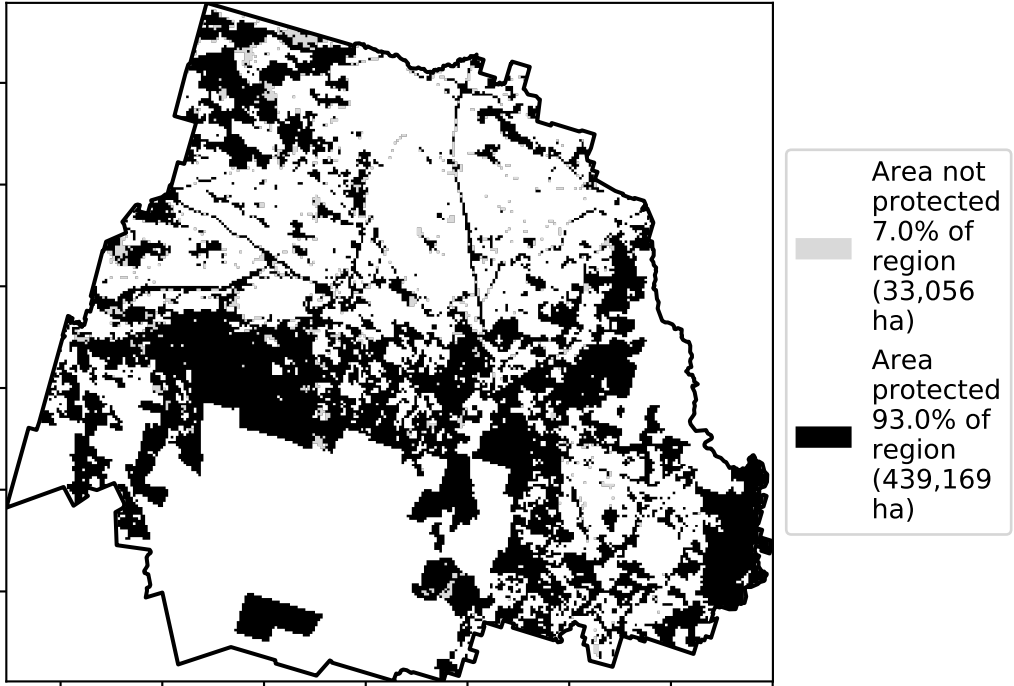 Area not
protected
7.0% of
region
(33,056
ha)
Area
protected
93.0% of
region
(439,169
ha)